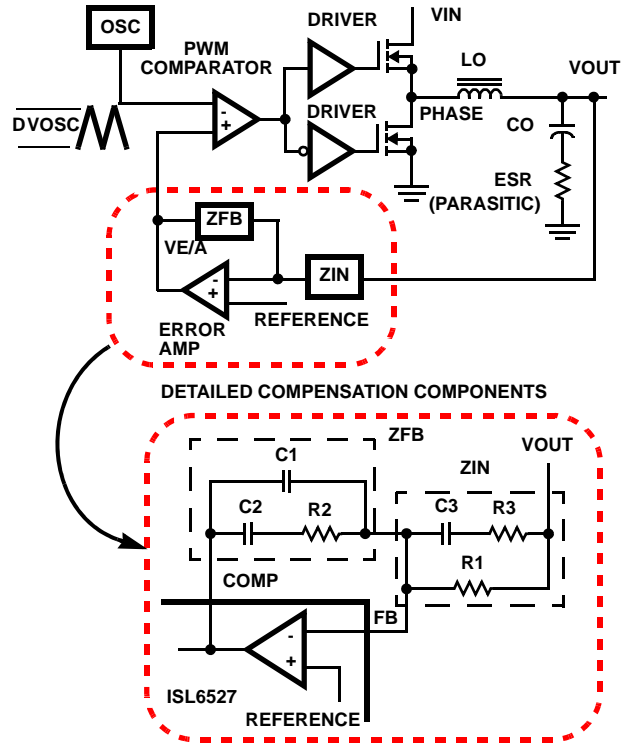 OSC
DRIVER
VIN
PWM
COMPARATOR
LO
VOUT
-
+
DRIVER
PHASE
DVOSC
CO
ESR
(PARASITIC)
ZFB
VE/A
-
+
ZIN
REFERENCE
ERROR
AMP
DETAILED COMPENSATION COMPONENTS
ZFB
VOUT
C1
ZIN
C2
R2
C3
R3
R1
COMP
FB
-
+
ISL6527
REFERENCE